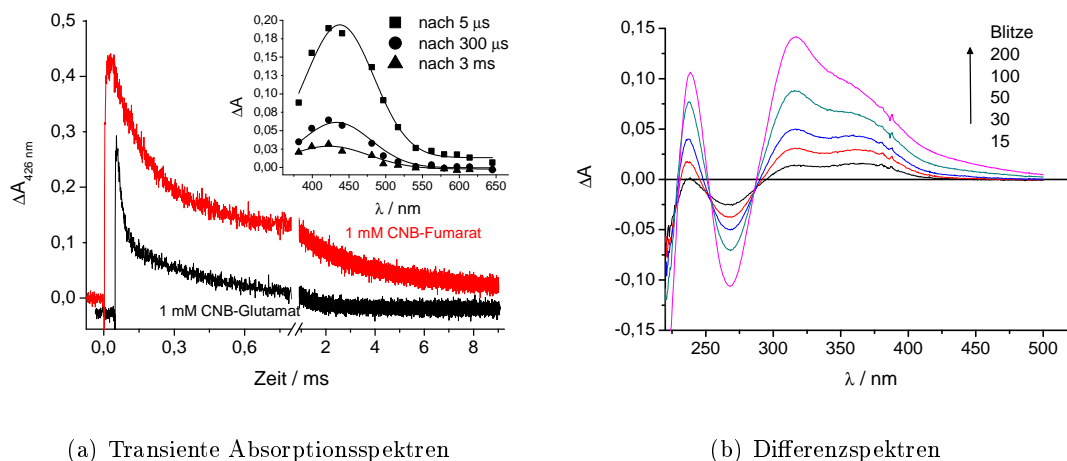 nach 5 µs
nach 300 µs
nach 3 ms
0,20
0,18
0,15
0,13
0,10
0,08
0,05
0,03
0,00
ΔA
400 450 500 550 600 650
λ / nm
0,5
0,4
0,3
0,2
0,1
0,0
ΔA426 nm
1 mM CNB-Fumarat
1 mM CNB-Glutamat
0,0 0,3 0,6 2 4 6 8
Zeit / ms
(a) Transiente Absorptionsspektren
Blitze
200
100
50
30
15
0,15
0,10
0,05
0,00
-0,05
-0,10
-0,15
ΔA
250 300 350 400 450 500
λ / nm
(b) Differenzspektren